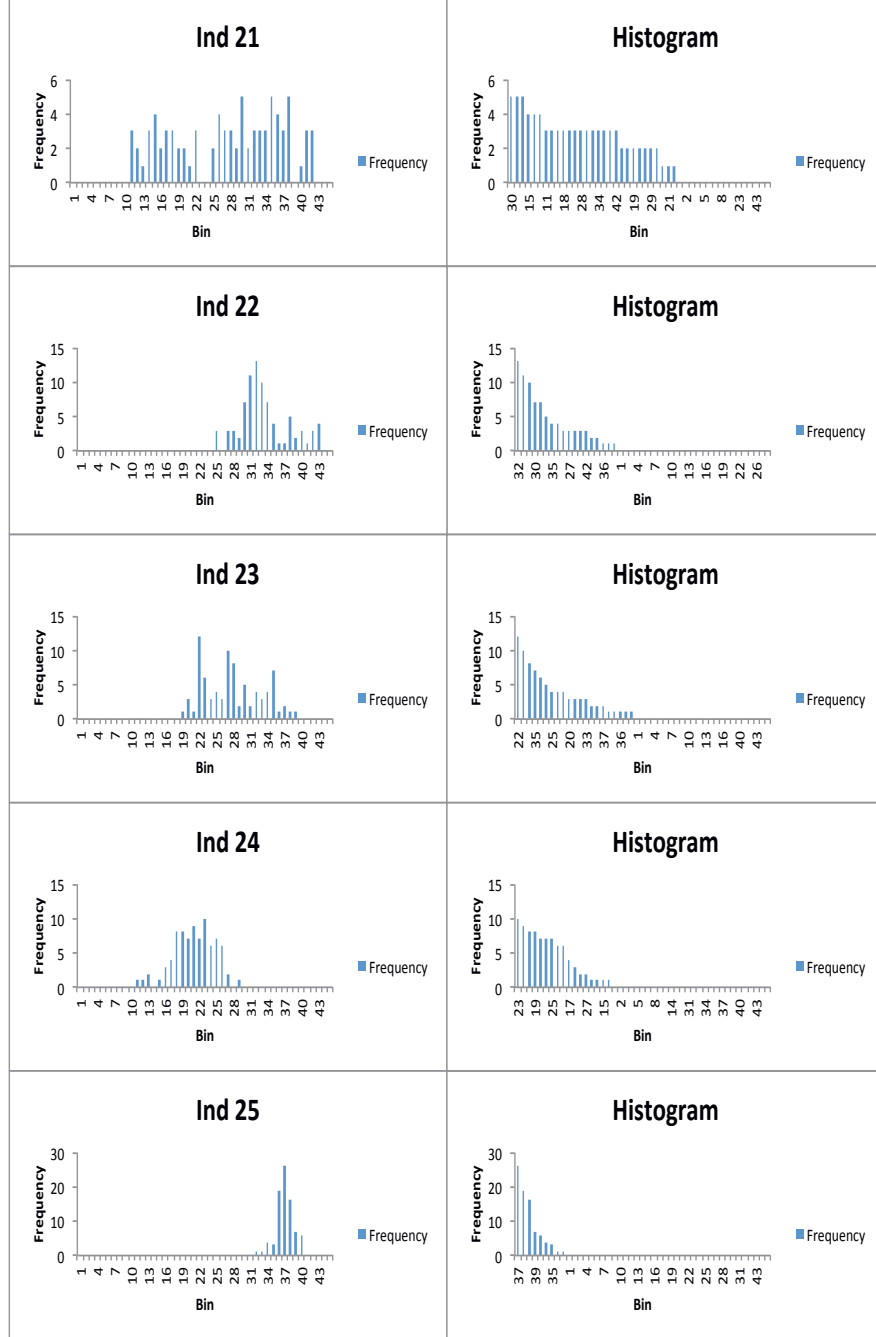 Ind 21
6
4
2
0
Frequency
1 4 7 10 13 16 19 22 25 28 31 34 37 40 43
Bin
Frequency
Histogram
6
4
2
0
Frequency
30 15 11 18 28 34 42 19 29 21 2 5 8 23 43
Bin
Frequency
Ind 22
15
10
5
0
Frequency
1 4 7 10 13 16 19 22 25 28 31 34 37 40 43
Bin
Frequency
Histogram
15
10
5
0
Frequency
32 30 35 27 42 36 1 4 7 10 13 16 19 22 26
Bin
Frequency
Ind 23
15
10
5
0
Frequency
1 4 7 10 13 16 19 22 25 28 31 34 37 40 43
Bin
Frequency
Histogram
15
10
5
0
Frequency
22 35 25 20 33 37 36 1 4 7 10 13 16 40 43
Bin
Frequency
Ind 24
15
10
5
0
Frequency
1 4 7 10 13 16 19 22 25 28 31 34 37 40 43
Bin
Frequency
Histogram
15
10
5
0
Frequency
23 19 25 17 27 15 2 5 8 14 31 34 37 40 43
Bin
Frequency
Ind 25
30
20
10
0
Frequency
1 4 7 10 13 16 19 22 25 28 31 34 37 40 43
Bin
Frequency
Histogram
30
20
10
0
Frequency
37 39 35 1 4 7 10 13 16 19 22 25 28 31 43
Bin
Frequency